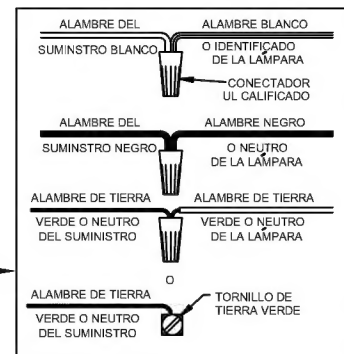 ALAMBRE DEL ALAMBRE BLANCO
SUMINSTRO BLANCO O IDENTIFICADO
DE LA LAMPARA
CONECTADOR
UL CALIFICADO
ALAMBRE DEL ALAMBRE NEGRO
SUMINSTRO NEGRO O NEUTRO
DE LA LÁMPARA
ALAMBRE DE TIERRA ALAMBRE DE TIERRA
VERDE O NEUTRO VERDE O NEUTRO
DEL SUMINISTRO DE LA LÁMPARA
O
ALAMBRE DE TIERRA TORNILLO DE
TIERRA VERDE
VERDE O NEUTRO
DEL SUMINISTRO